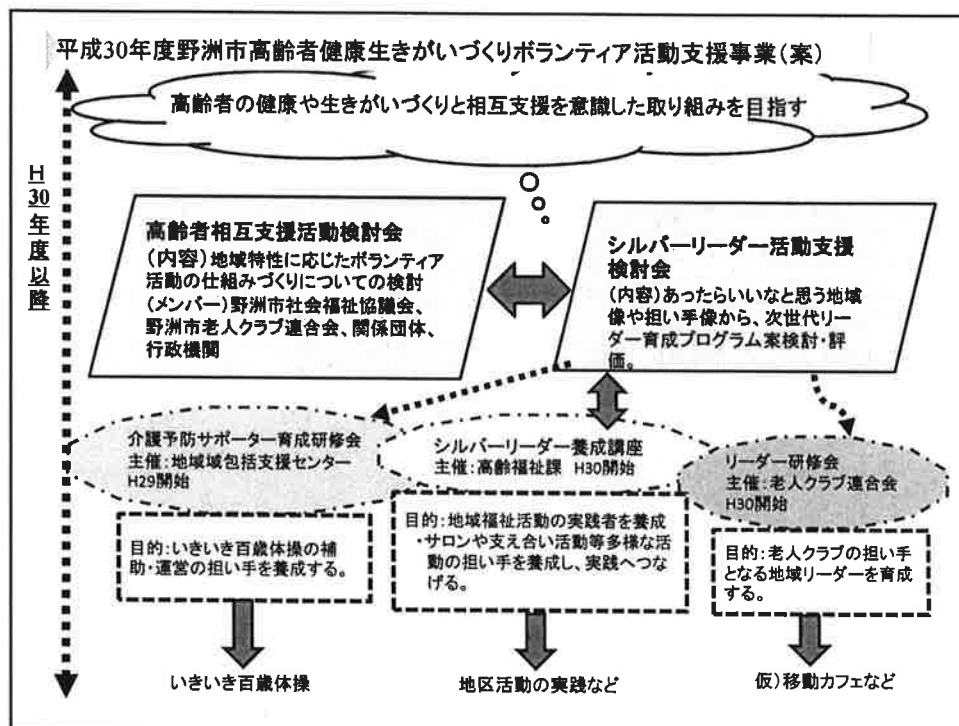 平成30年度野洲市高齢者健康生きがいづくりボランティア活動支援事業(案)
高齢者の健康や生きがいづくりと相互支援を意識した取り組みを目指す
H30年度以降
高齢者相互支援活動検討会
(内容)地域特性に応じたボランティア
活動の仕組みづくりについての検討
(メンバー)野洲市社会福祉協議会、
野洲市老人クラブ連合会、関係団体、
行政機関
シルバーリーダー活動支援
検討会
(内容)あったらいいなと思う地域
像や担い手像から、次世代リー
ダー育成プログラム案検討・評
価。
介護予防サポーター育成研修会
主催:地域域包括支援センター
H29開始
シルバーリーダー養成講座
主催:高齢福祉課 H30開始
リーダー研修会
主催:老人クラブ連合会
H30開始
目的:いきいき百歳体操の補
助・運営の担い手を養成する。
目的:地域福祉活動の実践者を養成
・サロンや支え合い活動等多様な活
動の担い手を養成し、実践へつな
げる。
目的:老人クラブの担い手
となる地域リーダーを育成
する。
いきいき百歳体操
地区活動の実践など
仮)移動カフェなど